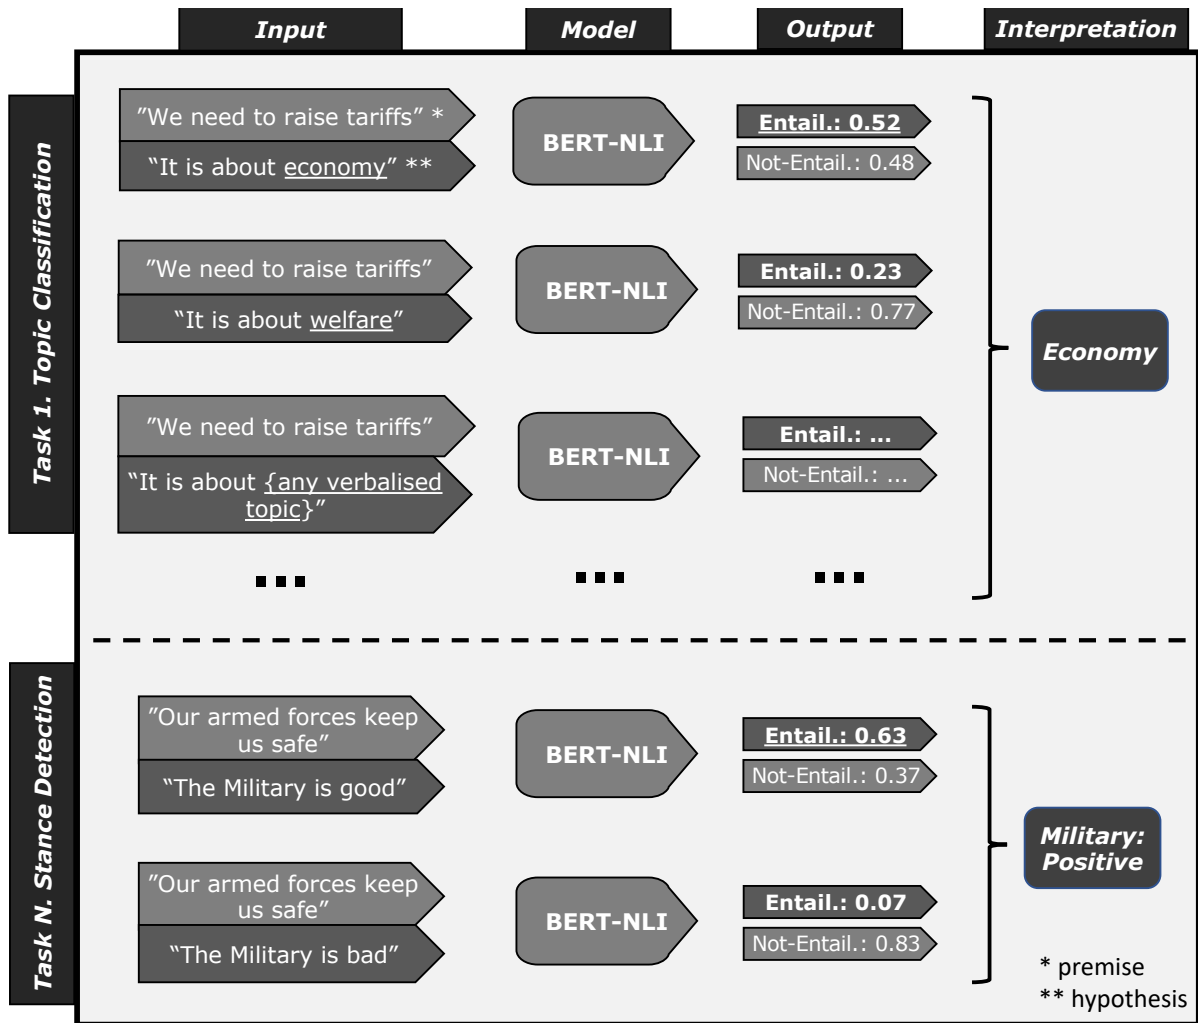 Input
Model
Output
Interpretation
Task 1. Topic Classification
"We need to raise tariffs" *
"It is about economy" **
BERT-NLI
Entail.: 0.52
Not-Entail.: 0.48
"We need to raise tariffs"
"It is about welfare"
BERT-NLI
Entail.: 0.23
Not-Entail.: 0.77
"We need to raise tariffs"
"It is about {any verbalised
topic}"
BERT-NLI
Entail.: ...
Not-Entail.: ...
...
...
...
Economy
Task N. Stance Detection
"Our armed forces keep
us safe"
"The Military is good"
BERT-NLI
Entail.: 0.63
Not-Entail.: 0.37
"Our armed forces keep
us safe"
"The Military is bad"
BERT-NLI
Entail.: 0.07
Not-Entail.: 0.83
Military:
Positive
* premise
** hypothesis